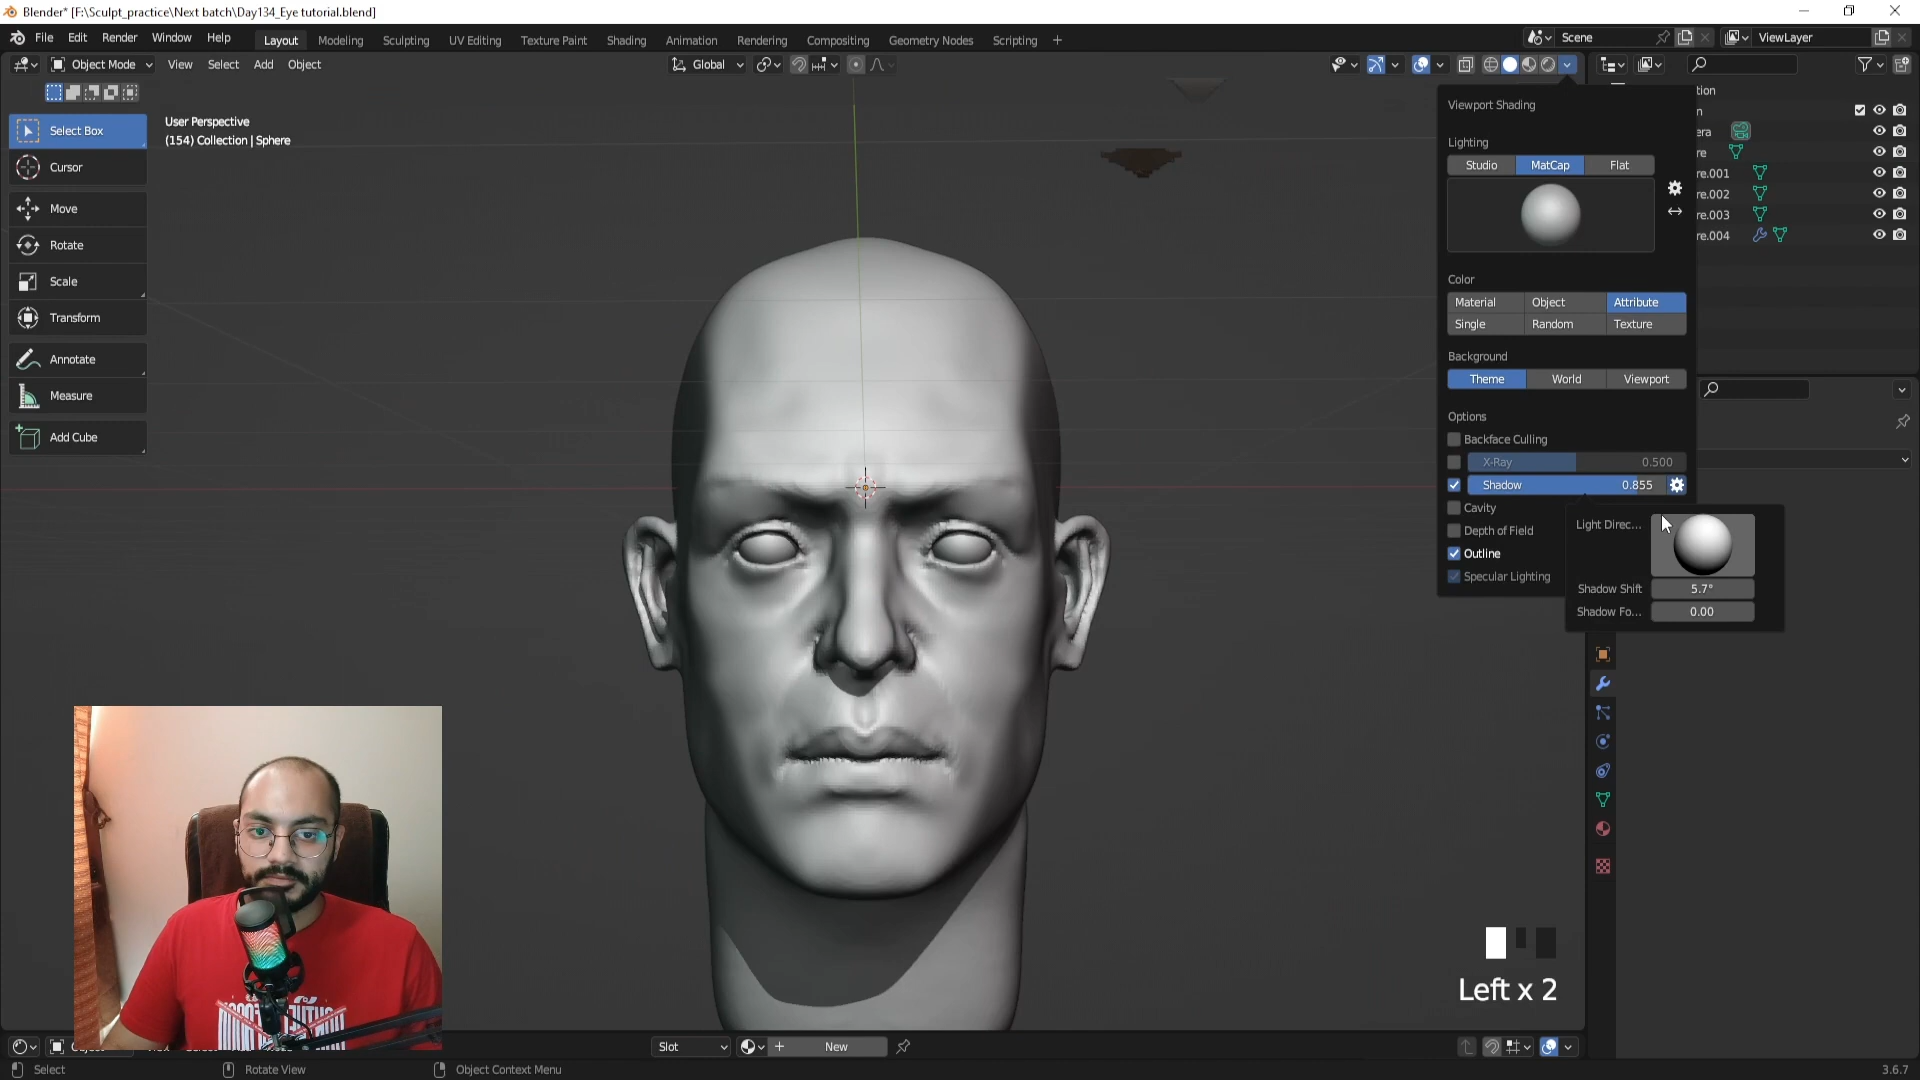 Blender* [F:\Sculpt_practice\Next batch\Day134_Eye tutorial.blend]
File Edit Render Window Help Layout Modeling Sculpting UV Editing Texture Paint Shading Animation Rendering Compositing Geometry Nodes Scripting + Scene ViewLayer
Object Mode View Select Add Object Global
Select Box
Cursor
Move
Rotate
Scale
Transform
Annotate
Measure
Add Cube
User Perspective
(154) Collection | Sphere
Viewport Shading
Lighting
Studio MatCap Flat
Color
Material Object Attribute
Single Random Texture
Background
Theme World Viewport
Options
Backface Culling
X-Ray 0.500
Shadow 0.855
Cavity
Depth of Field
Outline
Specular Lighting
Light Direc...
Shadow Shift 5.7°
Shadow Fo... 0.00
tion
n
era
re
re.001
re.002
re.003
re.004
Left x 2
Slot New
Select Rotate View Object Context Menu 3.6.7